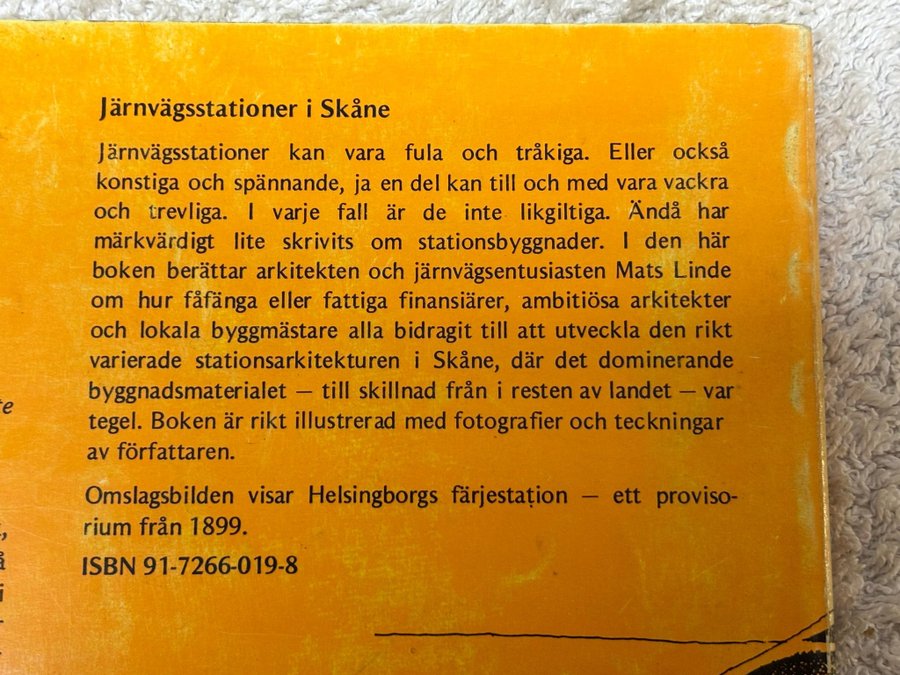 Järnvägsstationer i Skåne
Järnvägsstationer kan vara fula och tråkiga. Eller också
konstiga och spännande, ja en del kan till och med vara vackra
och trevliga. I varje fall är de inte likgiltiga. Ändå har
märkvärdigt lite skrivits om stationsbyggnader. I den här
boken berättar arkitekten och järnvägsentusiasten Mats Linde
om hur fåfänga eller fattiga finansiärer, ambitiösa arkitekter
och lokala byggmästare alla bidragit till att utveckla den rikt
varierade stationsarkitekturen i Skåne, där det dominerande
byggnadsmaterialet — till skillnad från i resten av landet — var
tegel. Boken är rikt illustrerad med fotografier och teckningar
av författaren.
Omslagsbilden visar Helsingborgs färjestation — ett proviso-
rium från 1899.
ISBN 91-7266-019-8